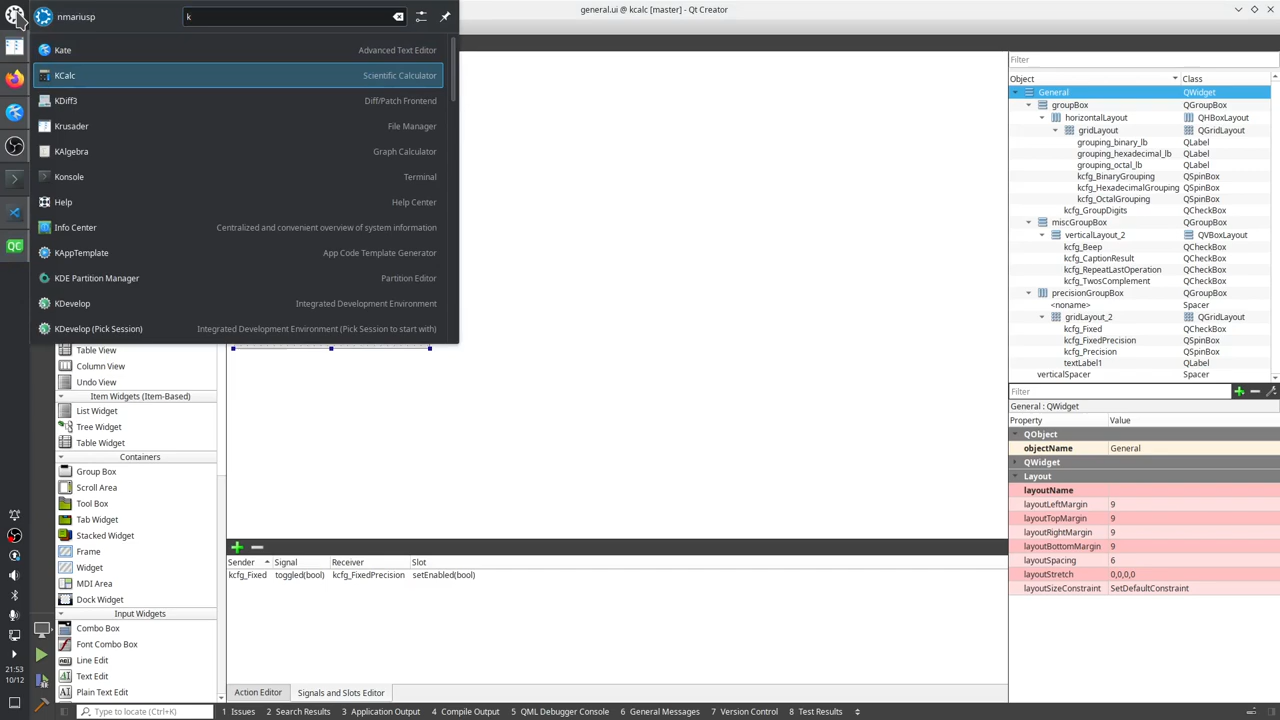 nmariusp
k
general.ui @ kcalc [master] - Qt Creator
Kate Advanced Text Editor
KCalc Scientific Calculator
KDiff3 Diff/Patch Frontend
Krusader File Manager
KAlgebra Graph Calculator
Konsole Terminal
Help Help Center
Info Center Centralized and convenient overview of system information
KAppTemplate App Code Template Generator
KDE Partition Manager Partition Editor
KDevelop Integrated Development Environment
KDevelop (Pick Session) Integrated Development Environment (Pick Session to start with)
Table View
Column View
Undo View
Item Widgets (Item-Based)
List Widget
Tree Widget
Table Widget
Containers
Group Box
Scroll Area
Tool Box
Tab Widget
Stacked Widget
Frame
Widget
MDI Area
Dock Widget
Input Widgets
Combo Box
Font Combo Box
Line Edit
Text Edit
Plain Text Edit
QC
21:53
10/12
Sender Signal Receiver Slot
kcfg_Fixed toggled(bool) kcfg_FixedPrecision setEnabled(bool)
Action Editor Signals and Slots Editor
Filter
Object Class
General QWidget
groupBox QGroupBox
horizontalLayout QHBoxLayout
gridLayout QGridLayout
grouping_binary_lb QLabel
grouping_hexadecimal_lb QLabel
grouping_octal_lb QLabel
kcfg_BinaryGrouping QSpinBox
kcfg_HexadecimalGrouping QSpinBox
kcfg_OctalGrouping QSpinBox
kcfg_GroupDigits QCheckBox
miscGroupBox QGroupBox
verticalLayout_2 QVBoxLayout
kcfg_Beep QCheckBox
kcfg_CaptionResult QCheckBox
kcfg_RepeatLastOperation QCheckBox
kcfg_TwosComplement QCheckBox
precisionGroupBox QGroupBox
<noname> Spacer
gridLayout_2 QGridLayout
kcfg_Fixed QCheckBox
kcfg_FixedPrecision QSpinBox
kcfg_Precision QSpinBox
textLabel1 QLabel
verticalSpacer Spacer
Filter
General : QWidget
Property Value
QObject
objectName General
QWidget
Layout
layoutName
layoutLeftMargin 9
layoutTopMargin 9
layoutRightMargin 9
layoutBottomMargin 9
layoutSpacing 6
layoutStretch 0,0,0,0
layoutSizeConstraint SetDefaultConstraint
Type to locate (Ctrl+K) 1 Issues 2 Search Results 3 Application Output 4 Compile Output 5 QML Debugger Console 6 General Messages 7 Version Control 8 Test Results